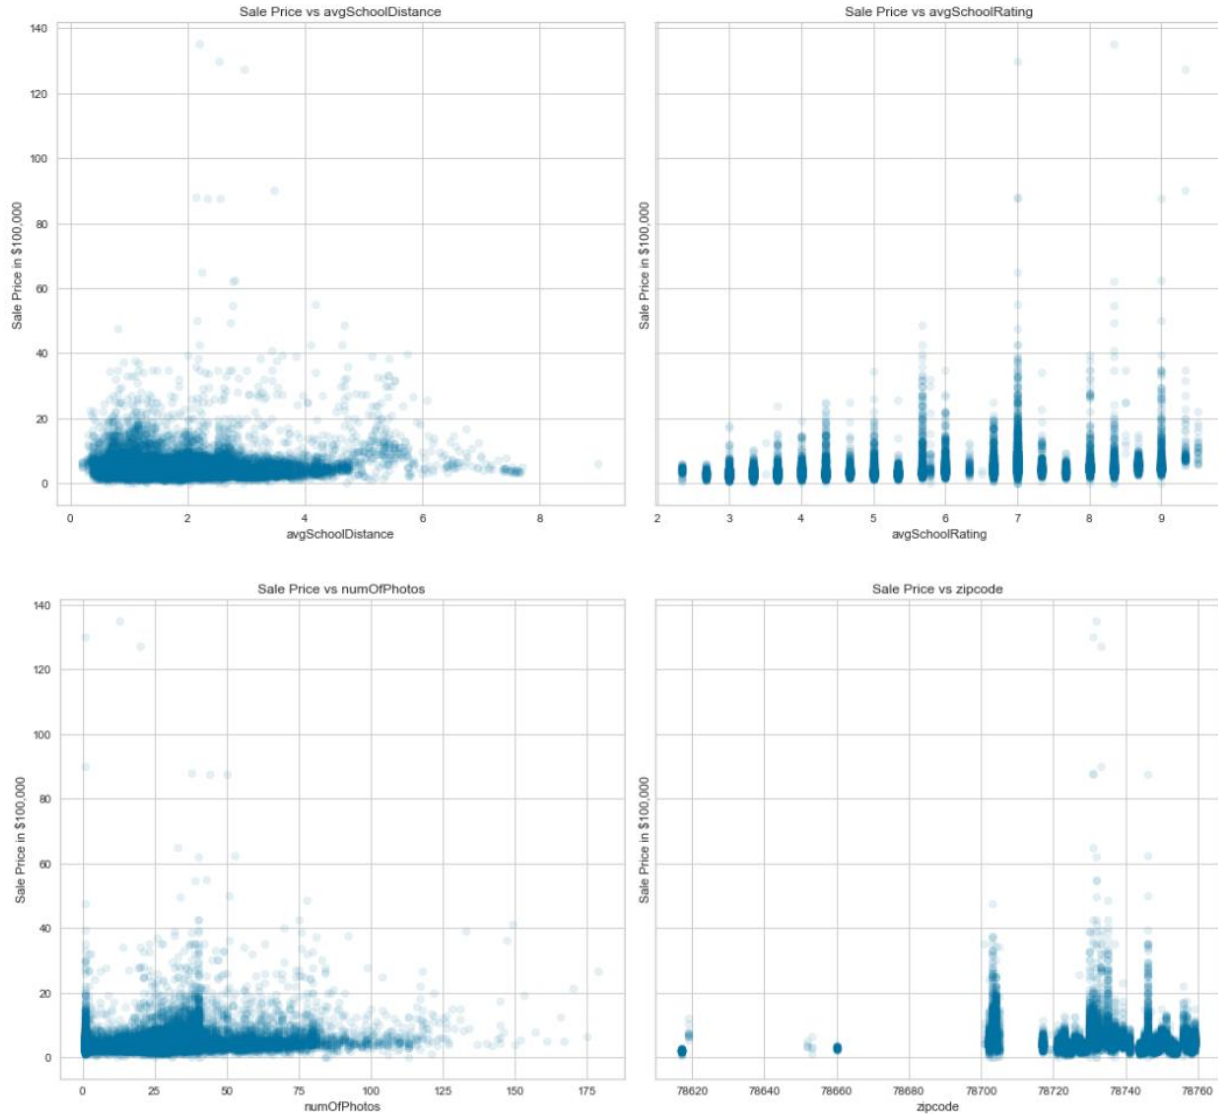 Sale Price vs avgSchoolDistance
140
120
100
80
60
40
20
0
Sale Price in $100,000
0 2 4 6 8
avgSchoolDistance
Sale Price vs avgSchoolRating
Sale Price in $100,000
2 3 4 5 6 7 8 9
avgSchoolRating
Sale Price vs numOfPhotos
140
120
100
80
60
40
20
0
Sale Price in $100,000
0 25 50 75 100 125 150 175
numOfPhotos
Sale Price vs zipcode
Sale Price in $100,000
78620 78640 78660 78680 78700 78720 78740 78760
zipcode